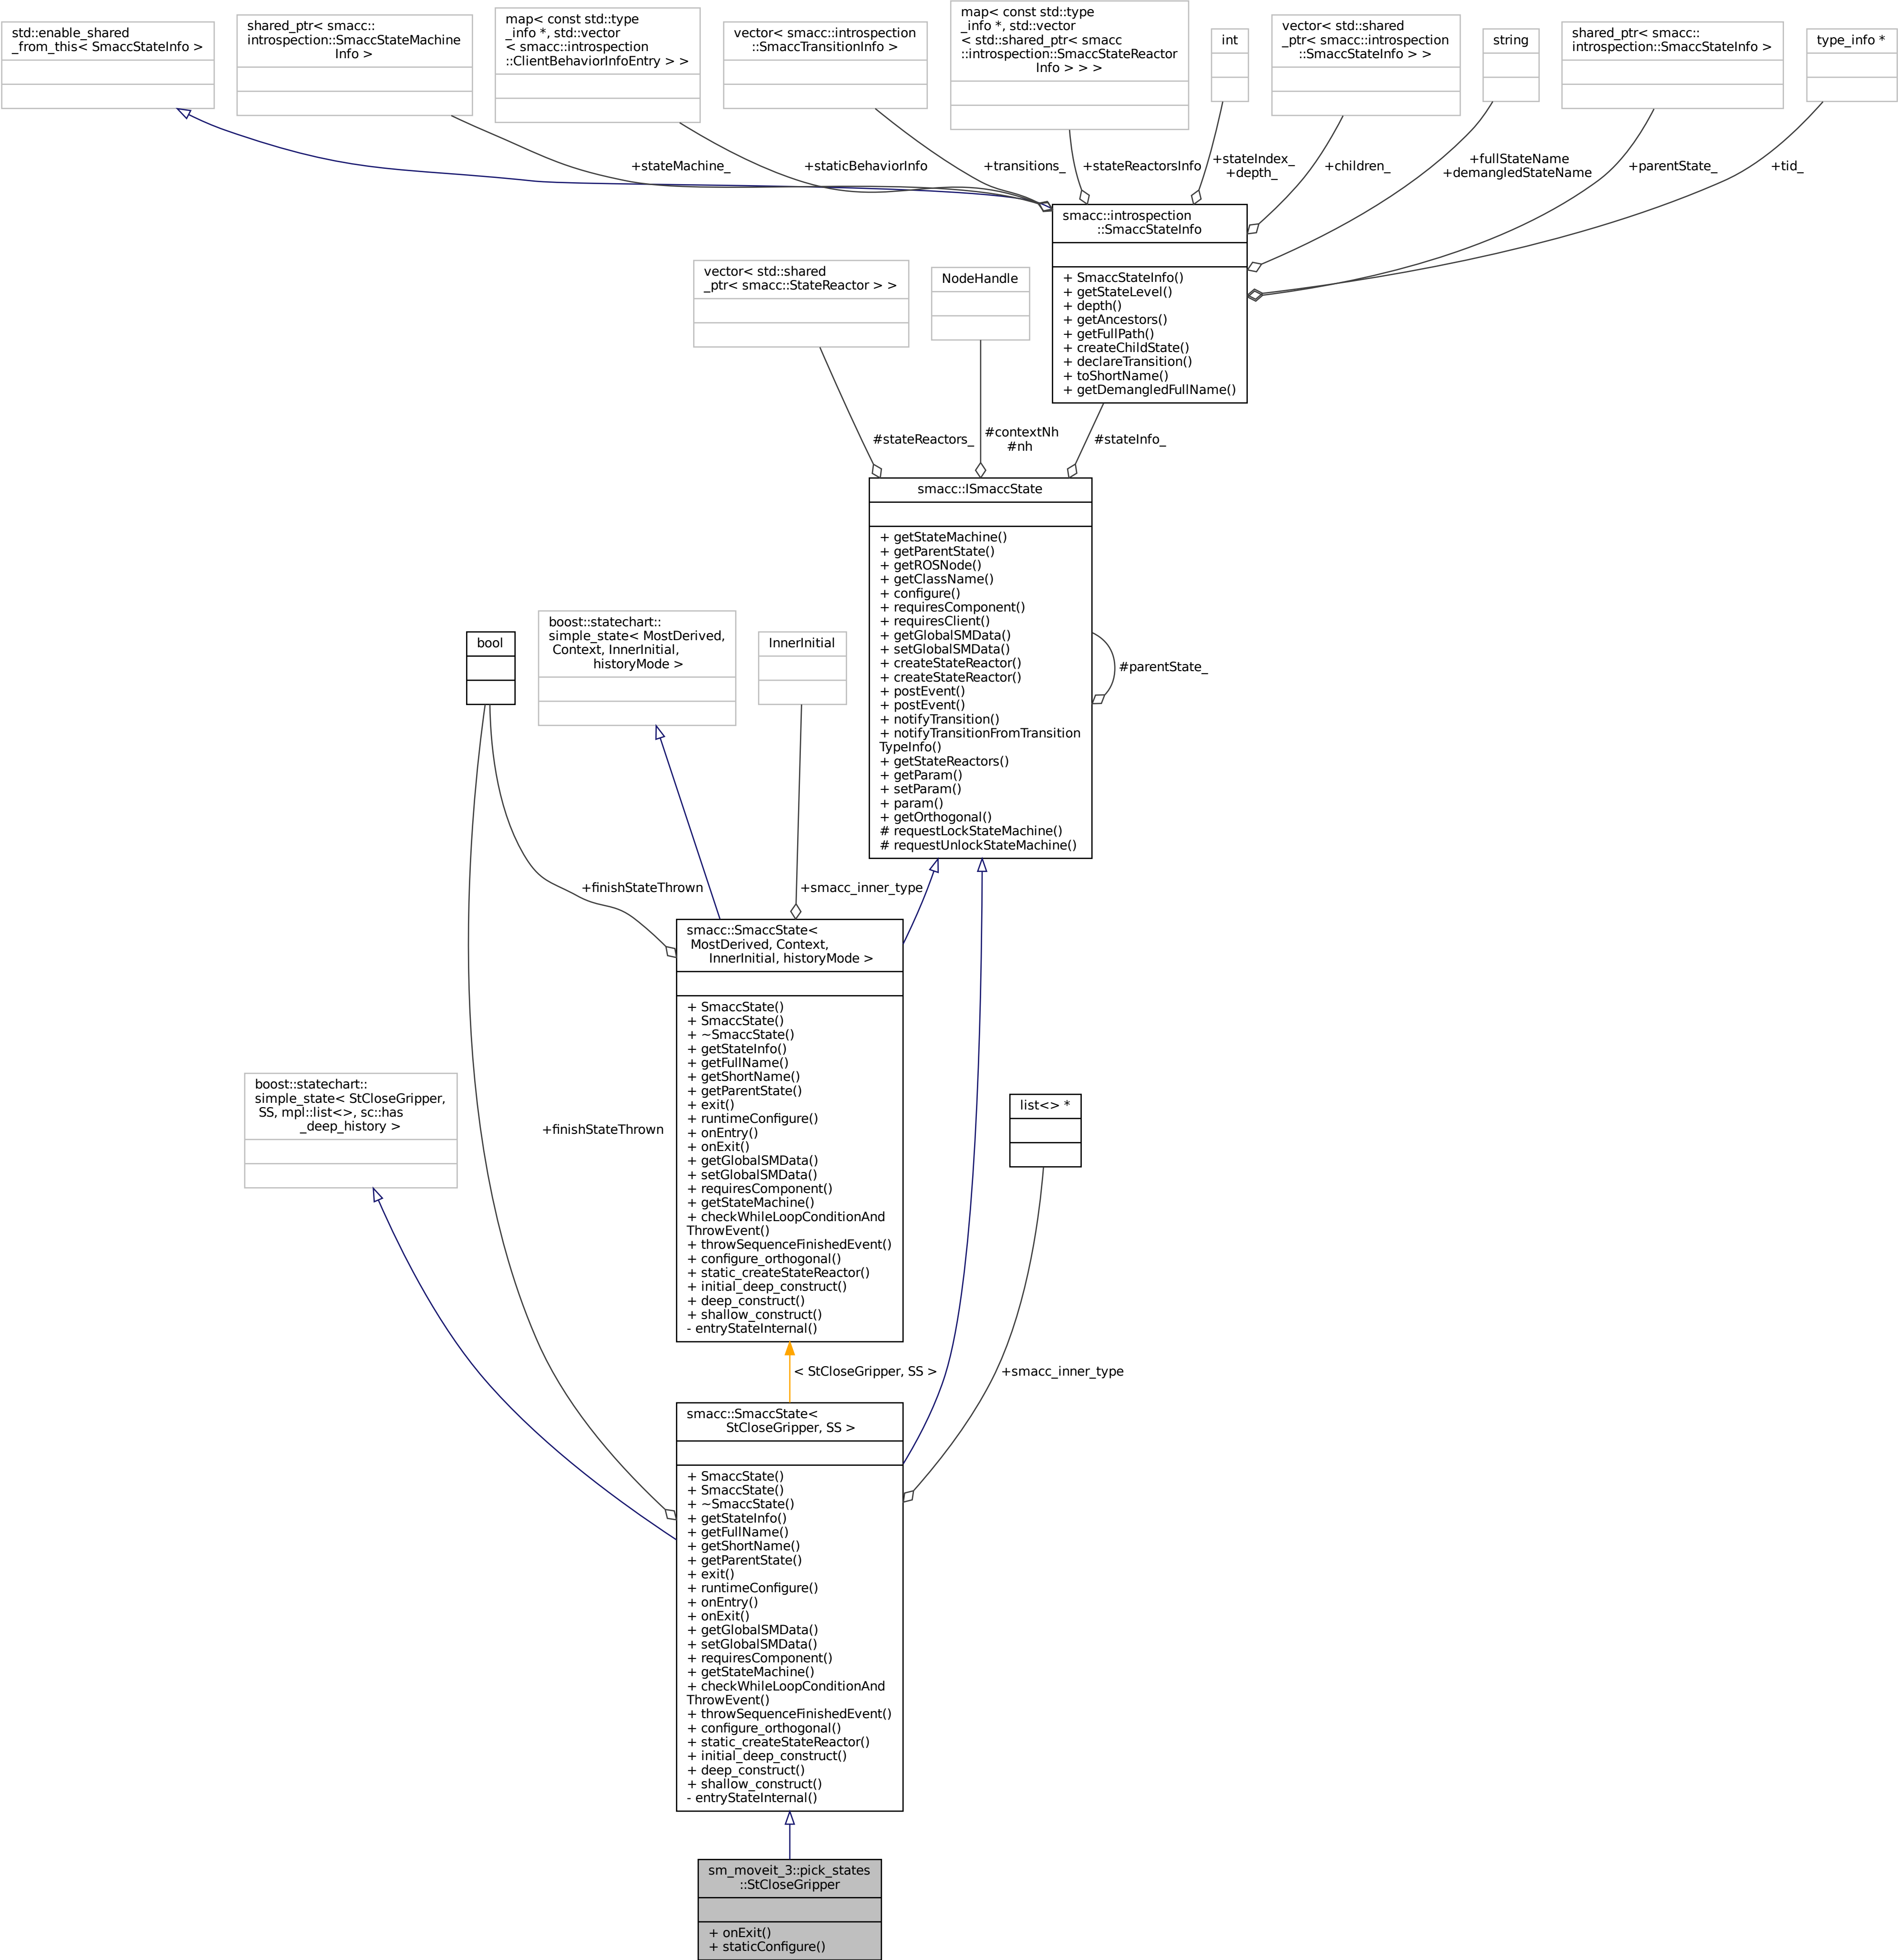 std::enable_shared
_from_this< SmaccStateInfo >
shared_ptr< smacc::
introspection::SmaccStateMachine
Info >
map< const std::type
_info *, std::vector
< smacc::introspection
::ClientBehaviorInfoEntry > >
vector< smacc::introspection
::SmaccTransitionInfo >
map< const std::type
_info *, std::vector
< std::shared_ptr< smacc
::introspection::SmaccStateReactor
Info > > >
int
vector< std::shared
_ptr< smacc::introspection
::SmaccStateInfo > >
string
shared_ptr< smacc::
introspection::SmaccStateInfo >
type_info *
+stateMachine_
+staticBehaviorInfo
+transitions_
+stateReactorsInfo
+stateIndex_
+depth_
+children_
+fullStateName
+demangledStateName
+parentState_
+tid_
smacc::introspection
::SmaccStateInfo
+ SmaccStateInfo()
+ getStateLevel()
+ depth()
+ getAncestors()
+ getFullPath()
+ createChildState()
+ declareTransition()
+ toShortName()
+ getDemangledFullName()
vector< std::shared
_ptr< smacc::StateReactor > >
NodeHandle
#stateReactors_
#contextNh
#nh
#stateInfo_
smacc::ISmaccState
+ getStateMachine()
+ getParentState()
+ getROSNode()
+ getClassName()
+ configure()
+ requiresComponent()
+ requiresClient()
+ getGlobalSMData()
+ setGlobalSMData()
+ createStateReactor()
+ createStateReactor()
+ postEvent()
+ postEvent()
+ notifyTransition()
+ notifyTransitionFromTransition
TypeInfo()
+ getStateReactors()
+ getParam()
+ setParam()
+ param()
+ getOrthogonal()
# requestLockStateMachine()
# requestUnlockStateMachine()
#parentState_
bool
boost::statechart::
simple_state< MostDerived,
Context, InnerInitial,
historyMode >
InnerInitial
+finishStateThrown
+smacc_inner_type
smacc::SmaccState<
MostDerived, Context,
InnerInitial, historyMode >
+ SmaccState()
+ SmaccState()
+ ~SmaccState()
+ getStateInfo()
+ getFullName()
+ getShortName()
+ getParentState()
+ exit()
+ runtimeConfigure()
+ onEntry()
+ onExit()
+ getGlobalSMData()
+ setGlobalSMData()
+ requiresComponent()
+ getStateMachine()
+ checkWhileLoopConditionAnd
ThrowEvent()
+ throwSequenceFinishedEvent()
+ configure_orthogonal()
+ static_createStateReactor()
+ initial_deep_construct()
+ deep_construct()
+ shallow_construct()
- entryStateInternal()
boost::statechart::
simple_state< StCloseGripper,
SS, mpl::list<>, sc::has
_deep_history >
+finishStateThrown
list<> *
< StCloseGripper, SS >
+smacc_inner_type
smacc::SmaccState<
StCloseGripper, SS >
+ SmaccState()
+ SmaccState()
+ ~SmaccState()
+ getStateInfo()
+ getFullName()
+ getShortName()
+ getParentState()
+ exit()
+ runtimeConfigure()
+ onEntry()
+ onExit()
+ getGlobalSMData()
+ setGlobalSMData()
+ requiresComponent()
+ getStateMachine()
+ checkWhileLoopConditionAnd
ThrowEvent()
+ throwSequenceFinishedEvent()
+ configure_orthogonal()
+ static_createStateReactor()
+ initial_deep_construct()
+ deep_construct()
+ shallow_construct()
- entryStateInternal()
sm_moveit_3::pick_states
::StCloseGripper
+ onExit()
+ staticConfigure()